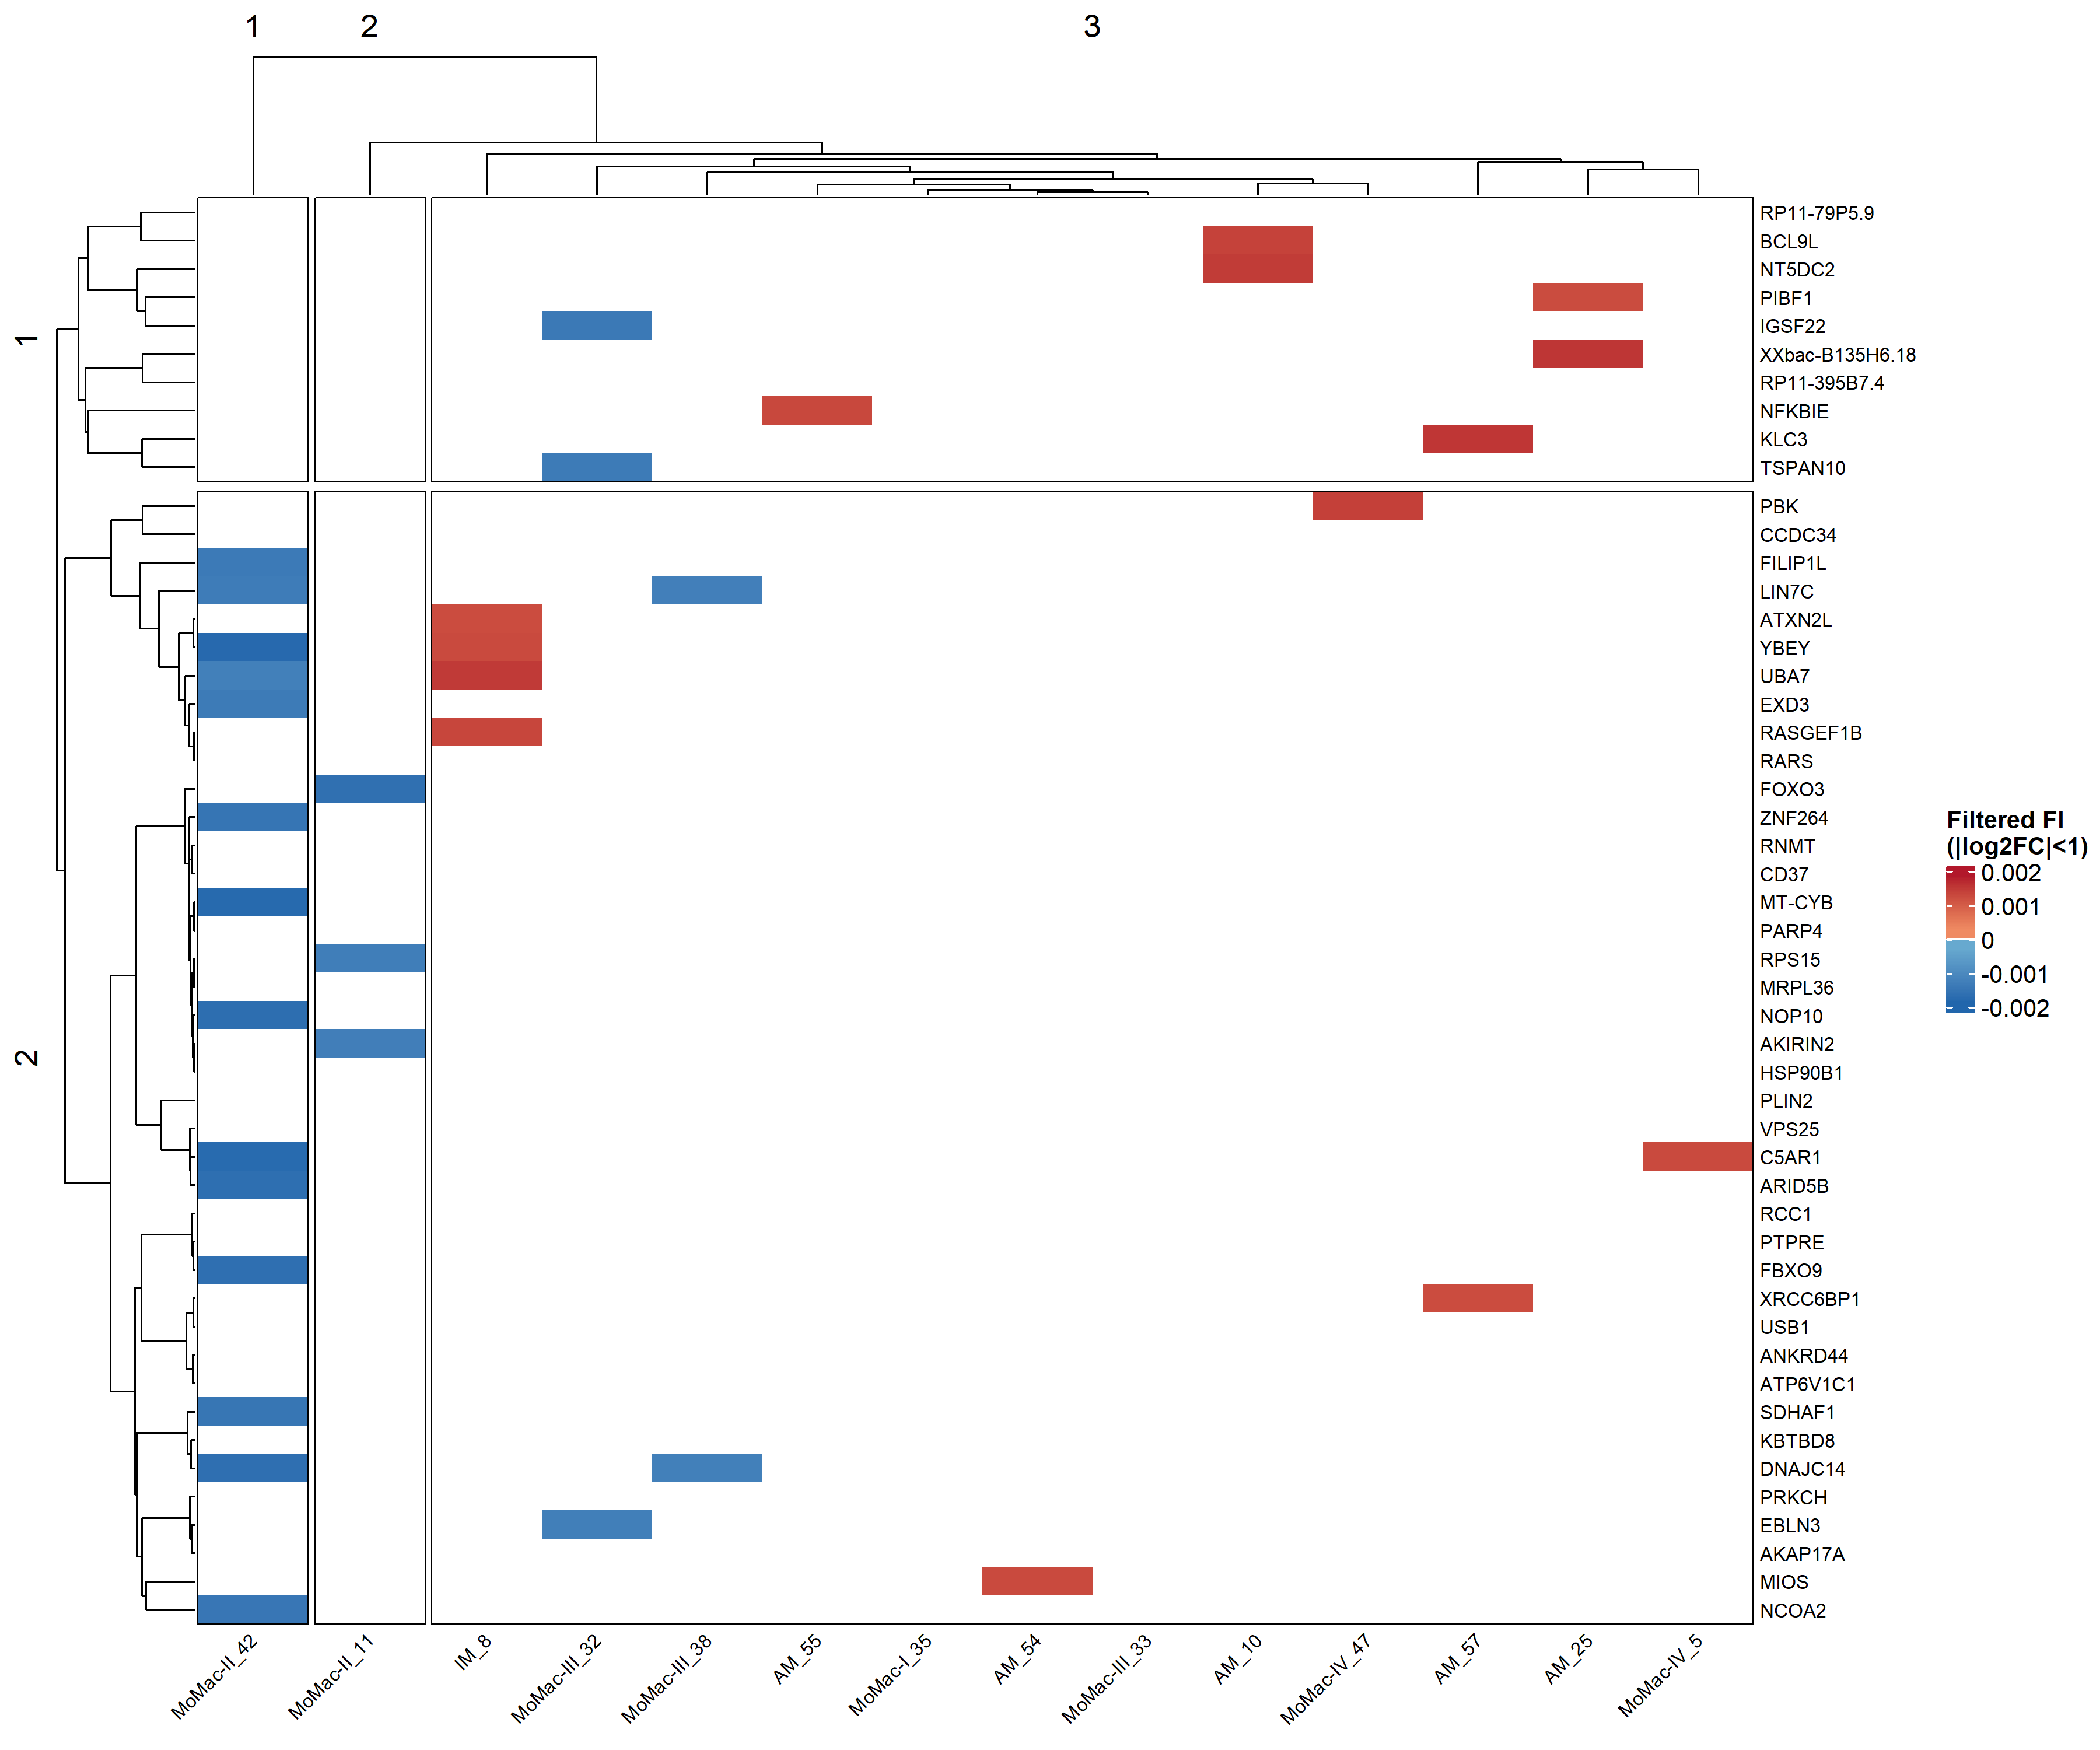 1
2
3
1
2
RP11-79P5.9
BCL9L
NT5DC2
PIBF1
IGSF22
XXbac-B135H6.18
RP11-395B7.4
NFKBIE
KLC3
TSPAN10
PBK
CCDC34
FILIP1L
LIN7C
ATXN2L
YBEY
UBA7
EXD3
RASGEF1B
RARS
FOXO3
ZNF264
RNMT
CD37
MT-CYB
PARP4
RPS15
MRPL36
NOP10
AKIRIN2
HSP90B1
PLIN2
VPS25
C5AR1
ARID5B
RCC1
PTPRE
FBXO9
XRCC6BP1
USB1
ANKRD44
ATP6V1C1
SDHAF1
KBTBD8
DNAJC14
PRKCH
EBLN3
AKAP17A
MIOS
NCOA2
Filtered FI
(|log2FC|<1)
0.002
0.001
0
-0.001
-0.002
MoMac-II_42
MoMac-II_11
IM_8
MoMac-III_32
MoMac-III_38
AM_55
MoMac-I_35
AM_54
MoMac-III_33
AM_10
MoMac-IV_47
AM_57
AM_25
MoMac-IV_5